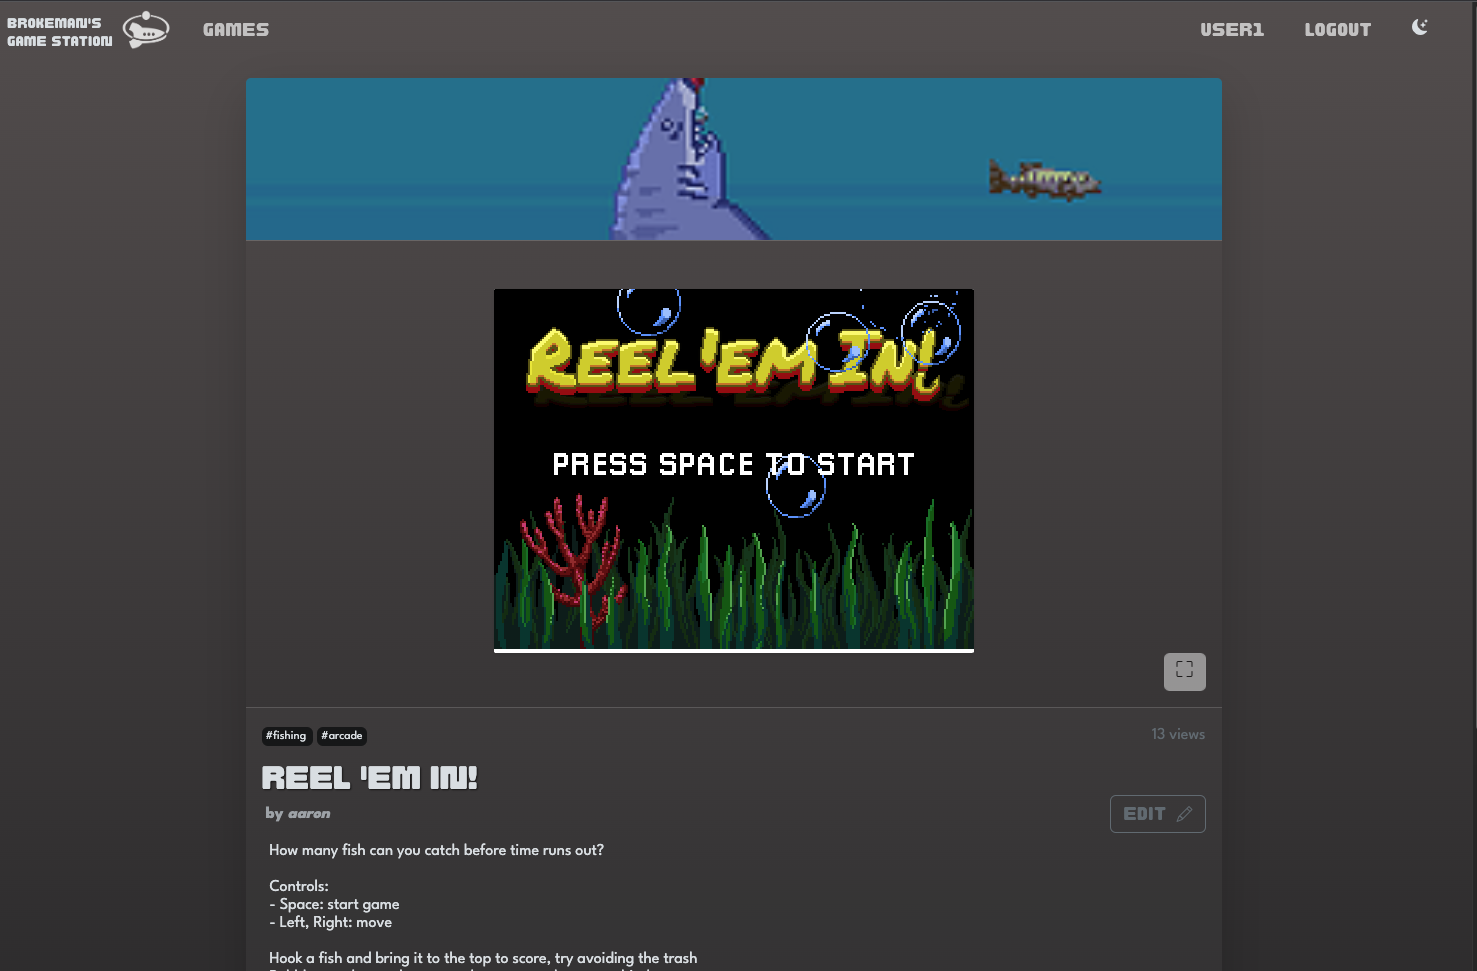 BROKEMAN'S
GAME STATION
GAMES
USER1
LOGOUT
REEL 'EM IN!
PRESS SPACE TO START
#fishing
#arcade
13 views
REEL 'EM IN!
by aaron
EDIT
How many fish can you catch before time runs out?
Controls:
- Space: start game
- Left, Right: move
Hook a fish and bring it to the top to score, try avoiding the trash